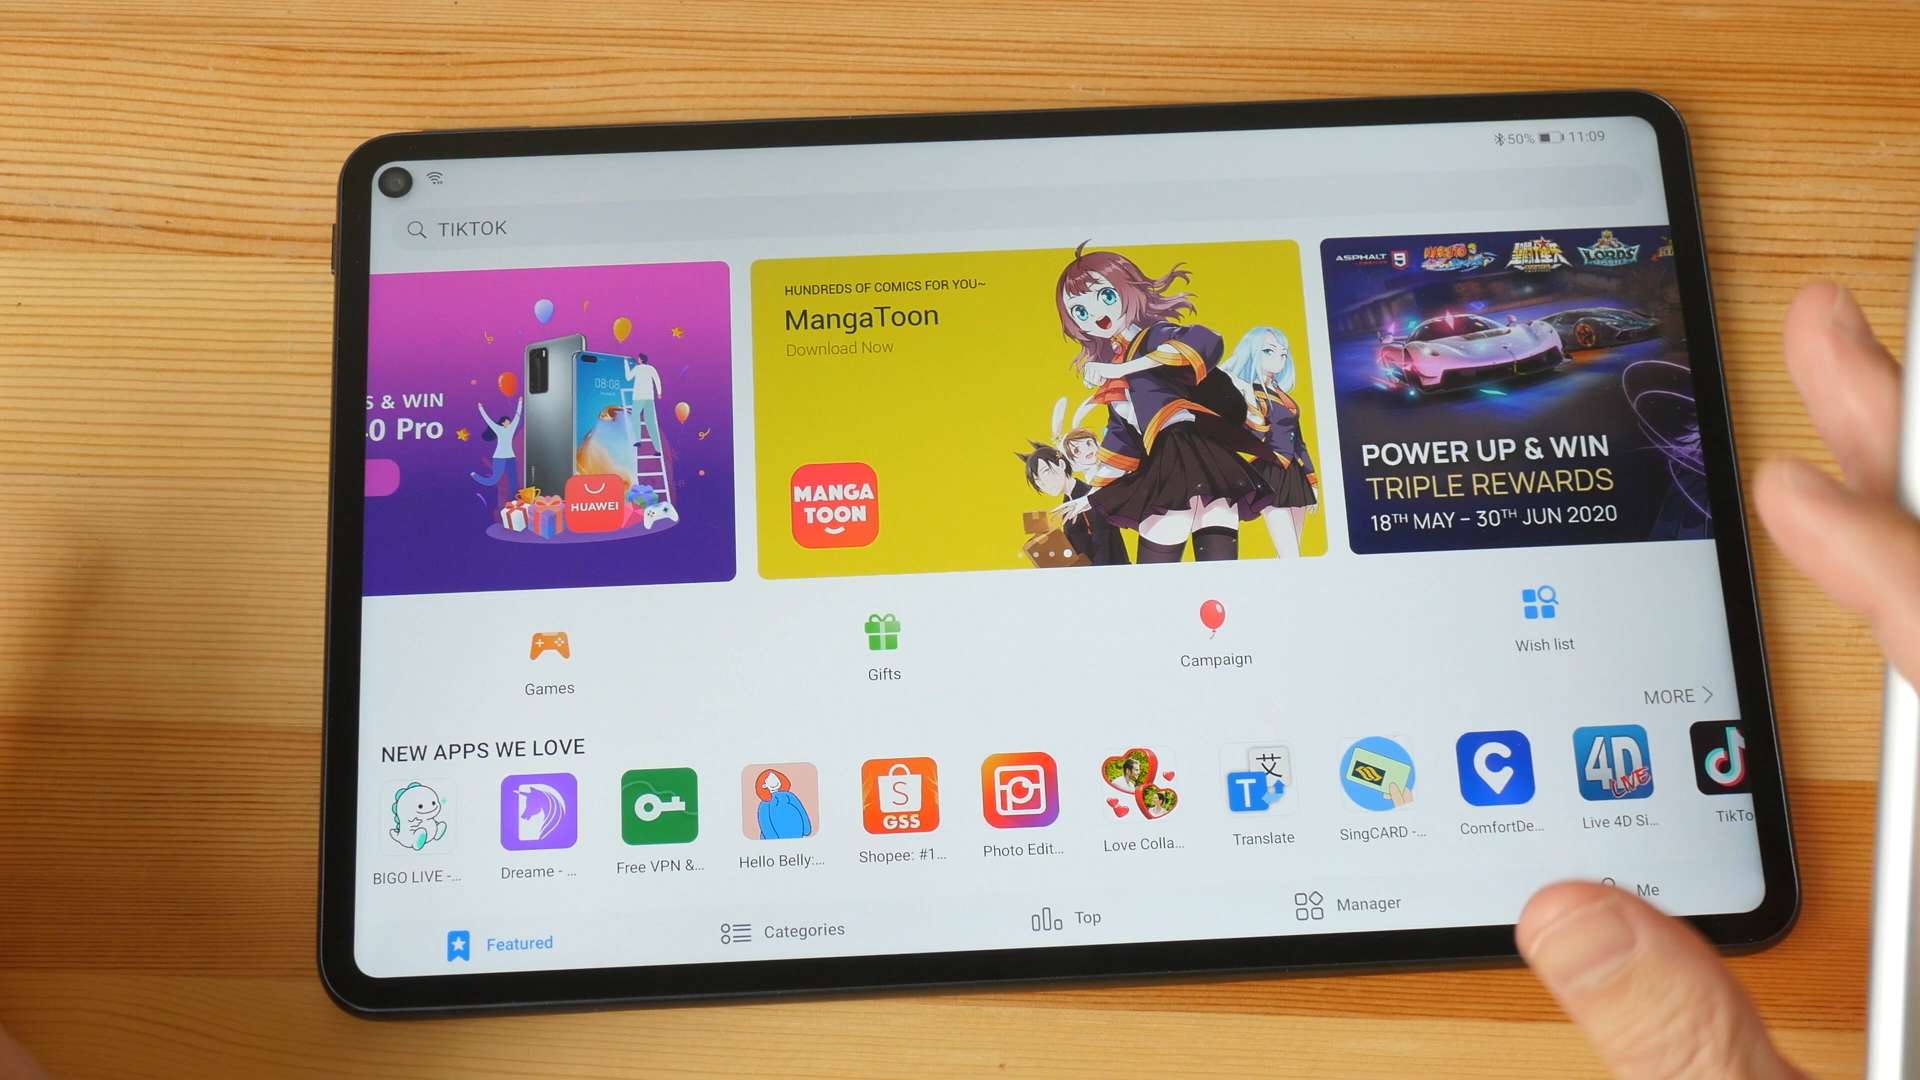 50% 11:09
TIKTOK
S & WIN
0 Pro
08:08
HUAWEI
HUAWEI
HUNDREDS OF COMICS FOR YOU~
MangaToon
Download Now
MANGA
TOON
ASPHALT 9
LORDS
POWER UP & WIN
TRIPLE REWARDS
18TH MAY – 30TH JUN 2020
Games
Gifts
Campaign
Wish list
NEW APPS WE LOVE
MORE
S
GSS
T 艾
4D
LIVE
BIGO LIVE -...
Dreame - ...
Free VPN &...
Hello Belly:...
Shopee: #1...
Photo Edit...
Love Colla...
Translate
SingCARD -...
ComfortDe...
Live 4D Si...
TikTo
Featured
Categories
Top
Manager
Me